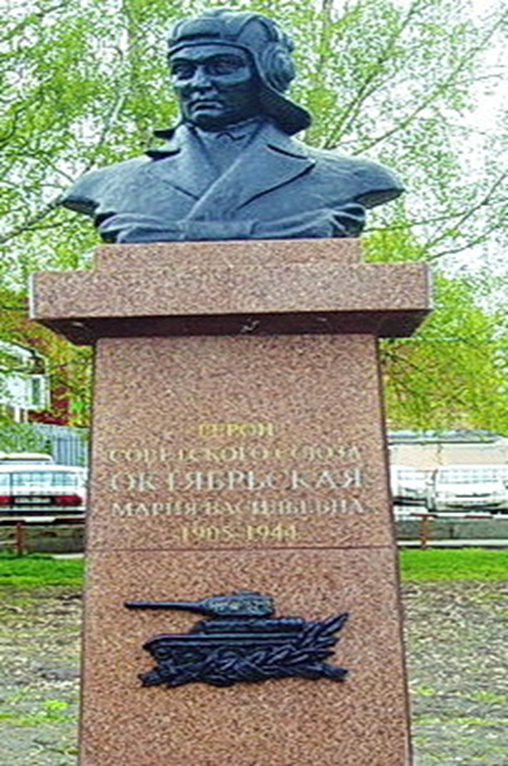 ГЕРОЙ
СОВЕТСКОГО СОЮЗА
ОКТЯБРЬСКАЯ
МАРИЯ ВАСИЛЬЕВНА
1905-1944